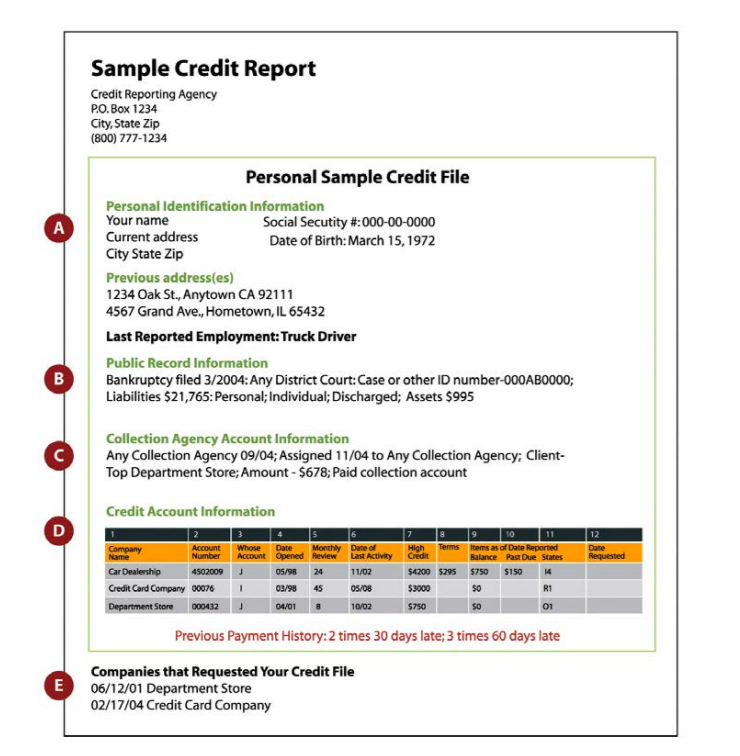 Sample Credit Report
Credit Reporting Agency
P.O. Box 1234
City, State Zip
(800) 777-1234
Personal Sample Credit File
A
Personal Identification Information
Your name Social Secutity #: 000-00-0000
Current address Date of Birth: March 15, 1972
City State Zip
Previous address(es)
1234 Oak St., Anytown CA 92111
4567 Grand Ave., Hometown, IL 65432
Last Reported Employment: Truck Driver
B
Public Record Information
Bankruptcy filed 3/2004: Any District Court: Case or other ID number-000AB0000;
Liabilities $21,765: Personal; Individual; Discharged; Assets $995
C
Collection Agency Account Information
Any Collection Agency 09/04; Assigned 11/04 to Any Collection Agency; Client-
Top Department Store; Amount - $678; Paid collection account
D
Credit Account Information
1 2 3 4 5 6 7 8 9 10 11 12
Company Account Whose Date Monthly Date of High Terms Items as of Date Reported Date
Name Number Account Opened Review Last Activity Credit Balance Past Due States Requested
Car Dealership 4502009 J 05/98 24 11/02 $4200 $295 $750 $150 I4
Credit Card Company 00076 I 03/98 45 05/08 $3000 $0 R1
Department Store 000432 J 04/01 8 10/02 $750 $0 O1
Previous Payment History: 2 times 30 days late; 3 times 60 days late
E
Companies that Requested Your Credit File
06/12/01 Department Store
02/17/04 Credit Card Company